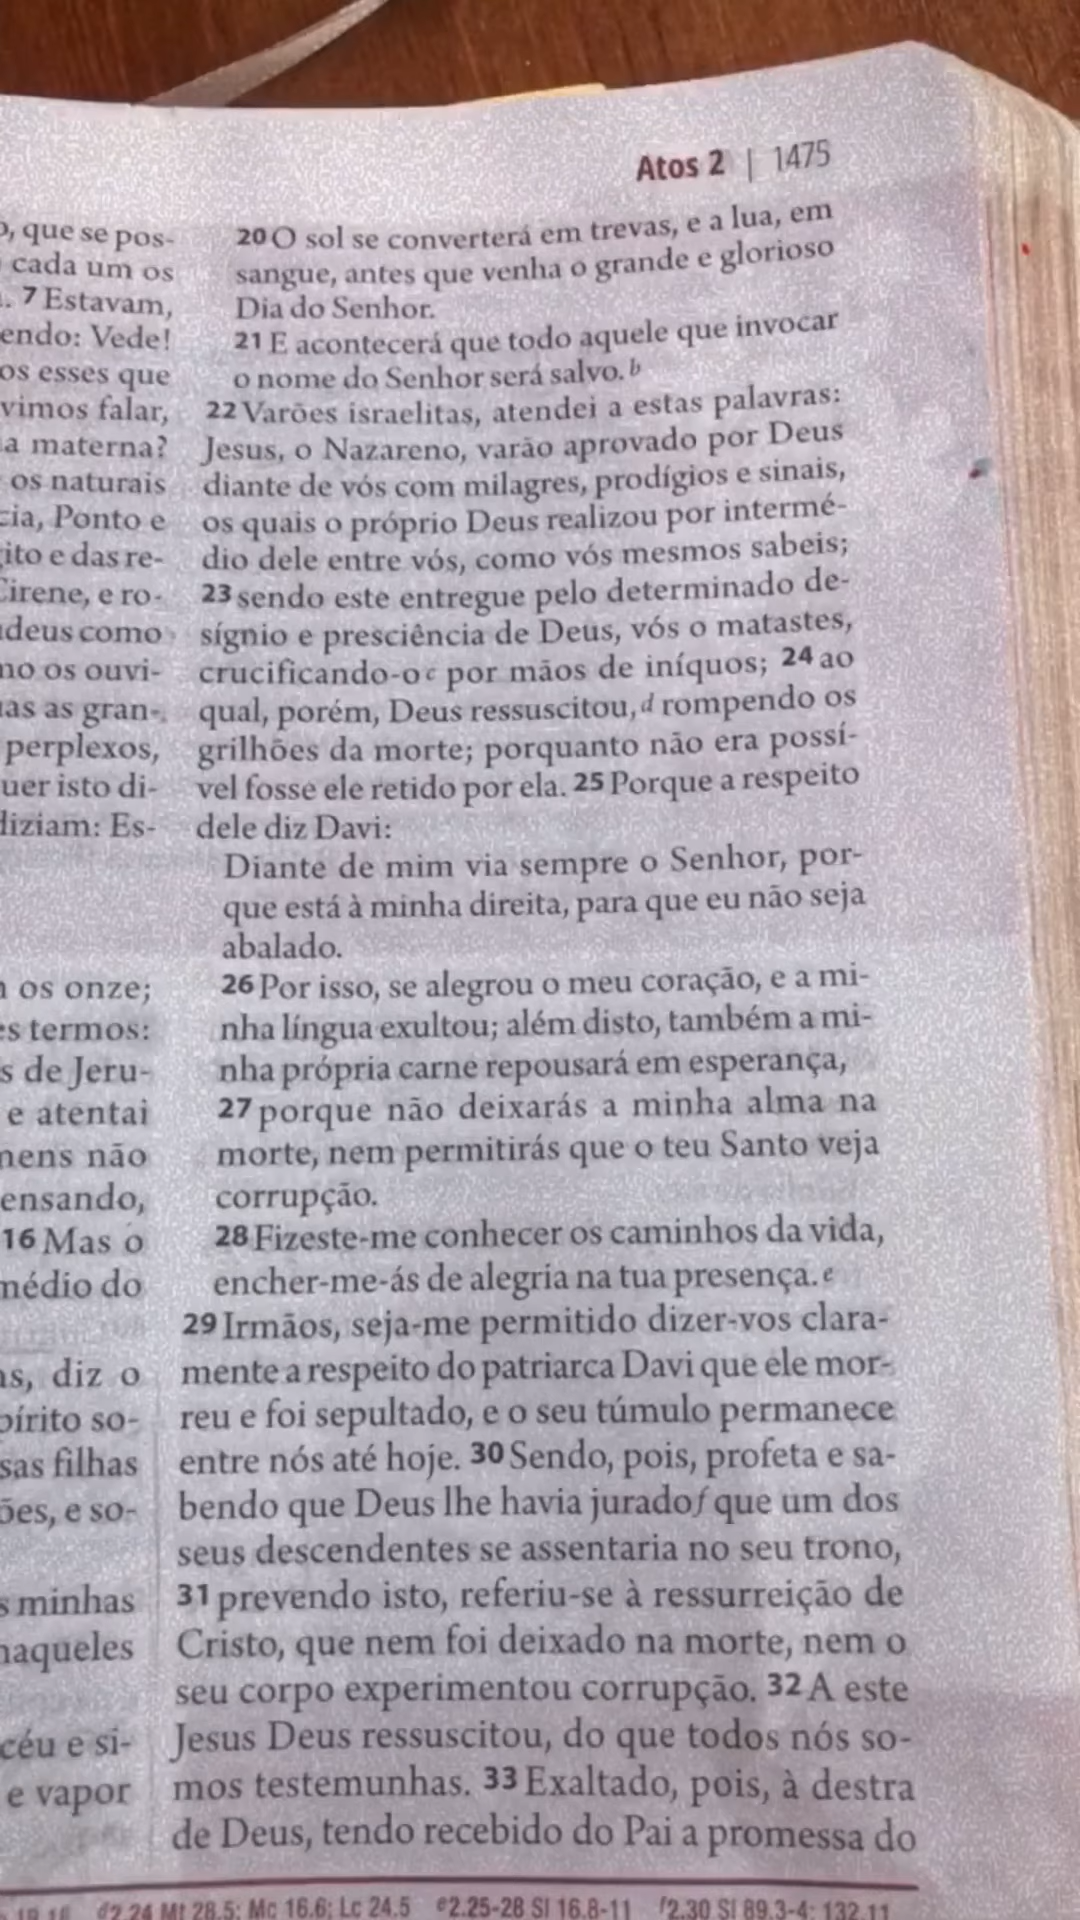 Atos 2 | 1475
o, que se pos-
cada um os
. 7 Estavam,
endo: Vede!
os esses que
vimos falar,
a materna?
os naturais
cia, Ponto e
gito e das re-
Cirene, e ro-
udeus como
mo os ouvi-
uas as gran-
perplexos,
uer isto di-
diziam: Es-
m os onze;
es termos:
s de Jeru-
e atentai
mens não
ensando,
16 Mas o
médio do
as, diz o
pírito so-
sas filhas
ões, e so-
s minhas
naqueles
céu e si-
e vapor
20 O sol se converterá em trevas, e a lua, em
sangue, antes que venha o grande e glorioso
Dia do Senhor.
21 E acontecerá que todo aquele que invocar
o nome do Senhor será salvo. b
22 Varões israelitas, atendei a estas palavras:
Jesus, o Nazareno, varão aprovado por Deus
diante de vós com milagres, prodígios e sinais,
os quais o próprio Deus realizou por intermé-
dio dele entre vós, como vós mesmos sabeis;
23 sendo este entregue pelo determinado de-
sígnio e presciência de Deus, vós o matastes,
crucificando-o c por mãos de iníquos; 24 ao
qual, porém, Deus ressuscitou, d rompendo os
grilhões da morte; porquanto não era possí-
vel fosse ele retido por ela. 25 Porque a respeito
dele diz Davi:
Diante de mim via sempre o Senhor, por-
que está à minha direita, para que eu não seja
abalado.
26 Por isso, se alegrou o meu coração, e a mi-
nha língua exultou; além disto, também a mi-
nha própria carne repousará em esperança,
27 porque não deixarás a minha alma na
morte, nem permitirás que o teu Santo veja
corrupção.
28 Fizeste-me conhecer os caminhos da vida,
encher-me-ás de alegria na tua presença. e
29 Irmãos, seja-me permitido dizer-vos clara-
mente a respeito do patriarca Davi que ele mor-
reu e foi sepultado, e o seu túmulo permanece
entre nós até hoje. 30 Sendo, pois, profeta e sa-
bendo que Deus lhe havia jurado f que um dos
seus descendentes se assentaria no seu trono,
31 prevendo isto, referiu-se à ressurreição de
Cristo, que nem foi deixado na morte, nem o
seu corpo experimentou corrupção. 32 A este
Jesus Deus ressuscitou, do que todos nós so-
mos testemunhas. 33 Exaltado, pois, à destra
de Deus, tendo recebido do Pai a promessa do
d2.24 Mt 28.5; Mc 16.6; Lc 24.5 e2.25-28 Sl 16.8-11 f2.30 Sl 89.3-4; 132.11